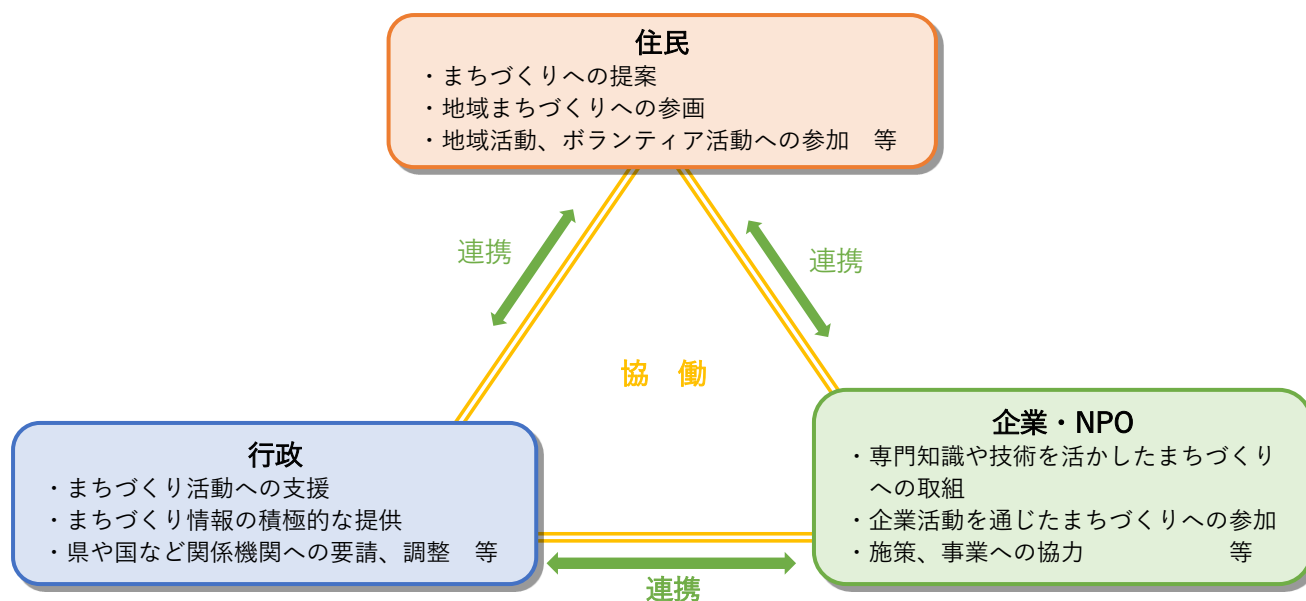 住民
・まちづくりへの提案
・地域まちづくりへの参画
・地域活動、ボランティア活動への参加　等
連携
連携
協　働
行政
・まちづくり活動への支援
・まちづくり情報の積極的な提供
・県や国など関係機関への要請、調整　等
企業・NPO
・専門知識や技術を活かしたまちづくり
への取組
・企業活動を通じたまちづくりへの参加
・施策、事業への協力　　　　　　等
連携